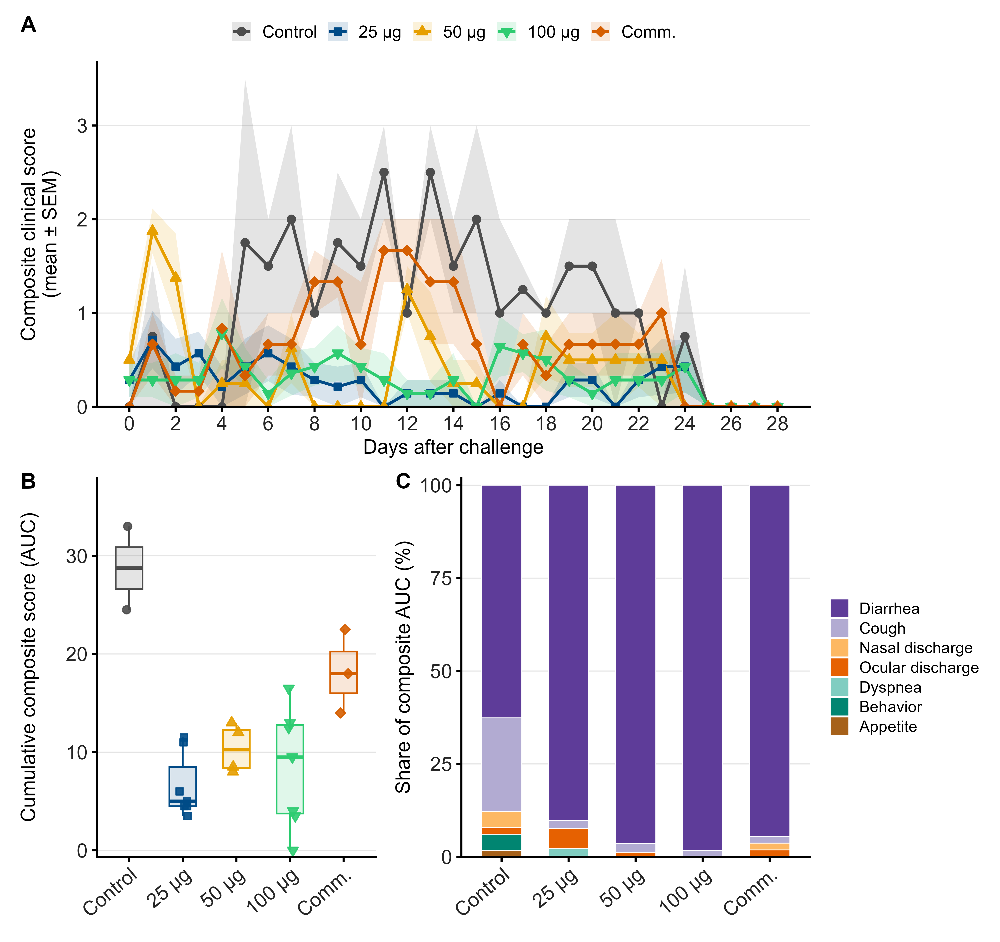 A
Control 25 µg 50 µg 100 µg Comm.
Composite clinical score
(mean ± SEM)
3
2
1
0
0 2 4 6 8 10 12 14 16 18 20 22 24 26 28
Days after challenge
B
Cumulative composite score (AUC)
30
20
10
0
Control 25 µg 50 µg 100 µg Comm.
C
Share of composite AUC (%)
100
75
50
25
0
Control 25 µg 50 µg 100 µg Comm.
Diarrhea
Cough
Nasal discharge
Ocular discharge
Dyspnea
Behavior
Appetite